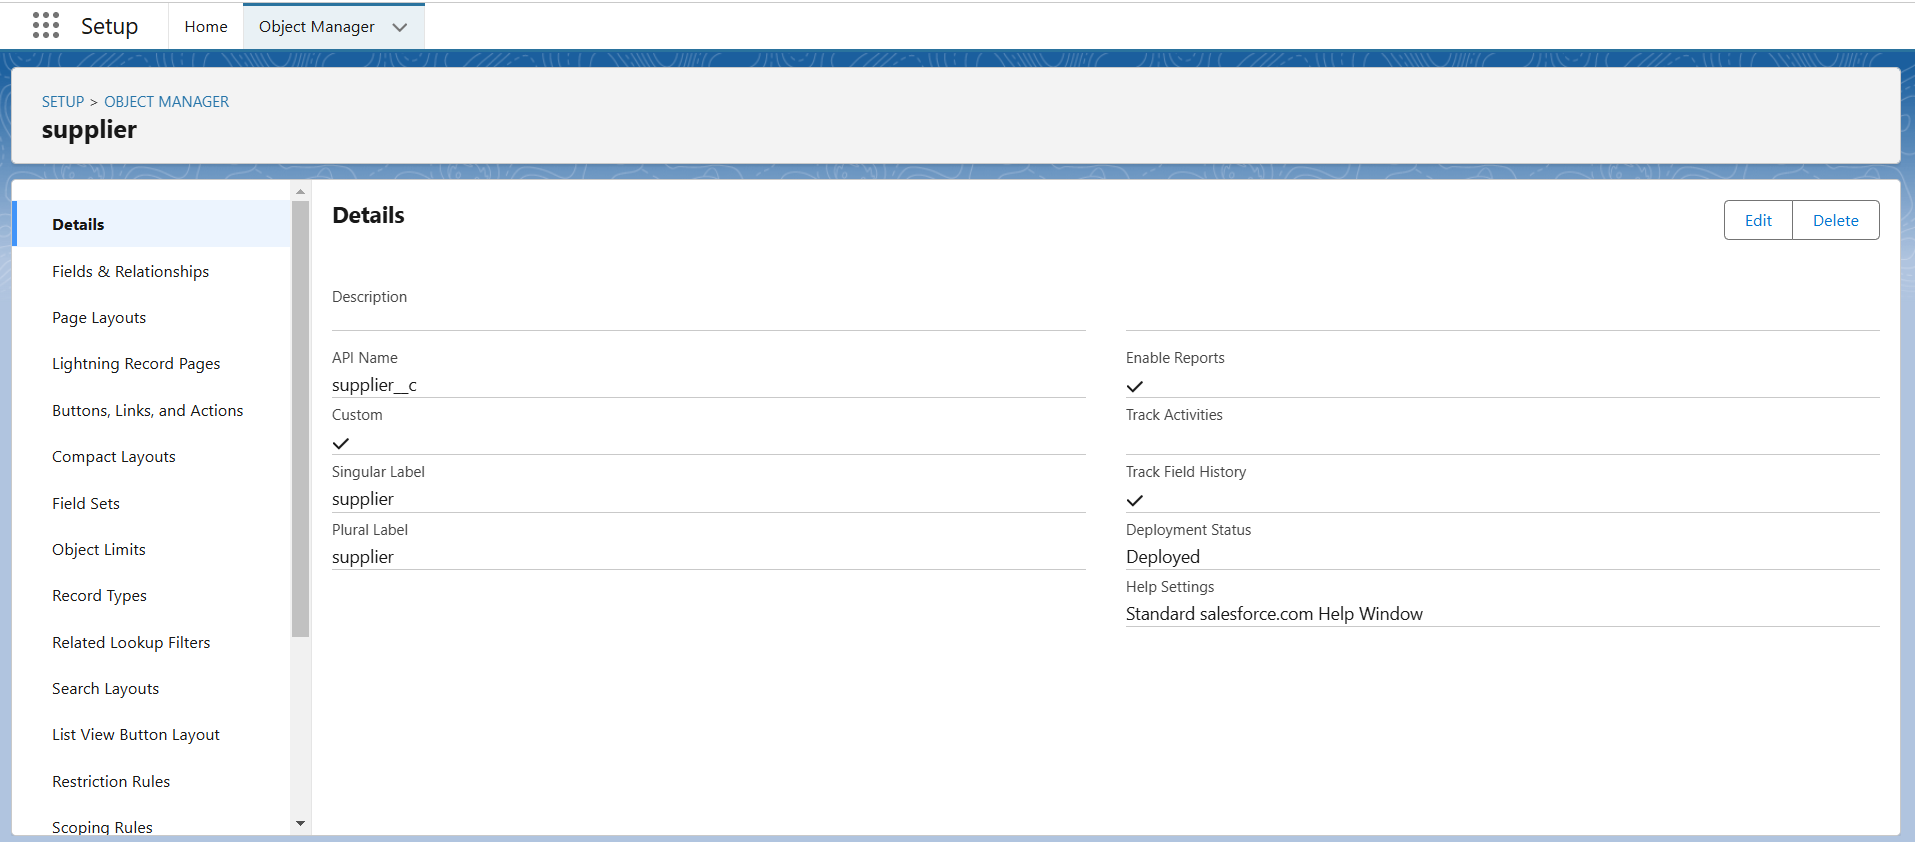 Setup
Home
Object Manager
SETUP > OBJECT MANAGER
supplier
Details
Fields & Relationships
Page Layouts
Lightning Record Pages
Buttons, Links, and Actions
Compact Layouts
Field Sets
Object Limits
Record Types
Related Lookup Filters
Search Layouts
List View Button Layout
Restriction Rules
Scoping Rules
Details
Edit
Delete
Description
API Name
supplier__c
Custom
Singular Label
supplier
Plural Label
supplier
Enable Reports
Track Activities
Track Field History
Deployment Status
Deployed
Help Settings
Standard salesforce.com Help Window